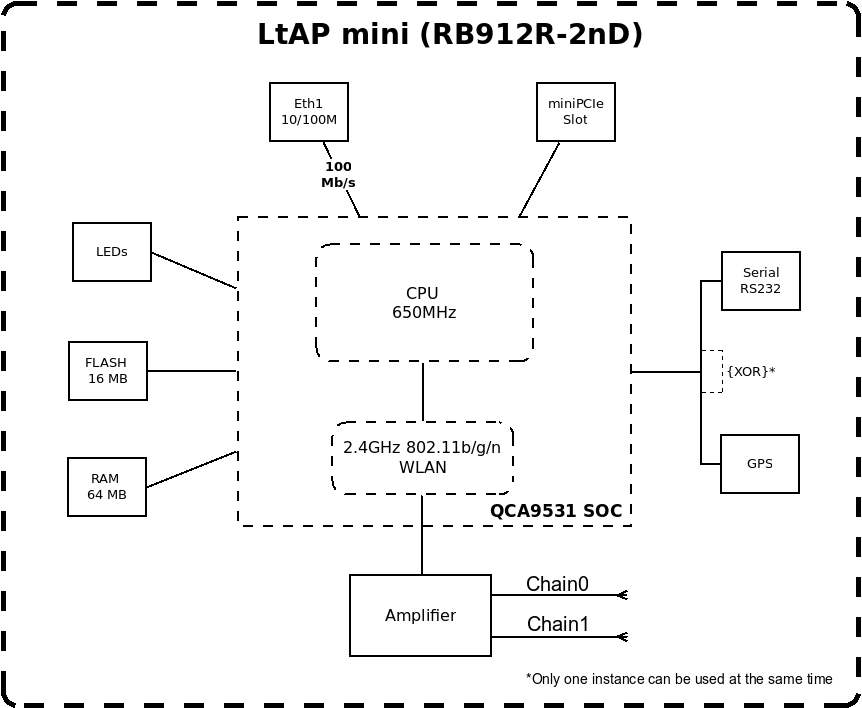 LtAP mini (RB912R-2nD)
Eth1
10/100M
miniPCIe
Slot
100
Mb/s
LEDs
CPU
650MHz
Serial
RS232
FLASH
16 MB
{XOR}*
2.4GHz 802.11b/g/n
WLAN
GPS
RAM
64 MB
QCA9531 SOC
Amplifier
Chain0
Chain1
*Only one instance can be used at the same time